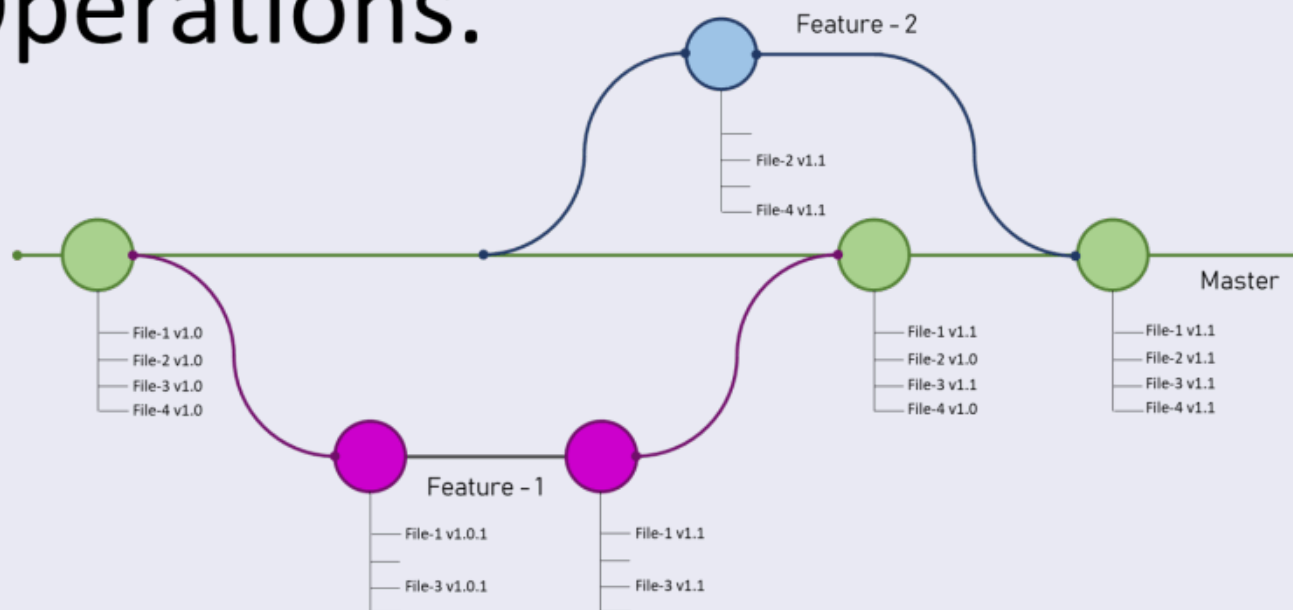 perations.
Feature - 2
File-2 v1.1
File-4 v1.1
Master
File-1 v1.0
File-2 v1.0
File-3 v1.0
File-4 v1.0
File-1 v1.1
File-2 v1.0
File-3 v1.1
File-4 v1.0
File-1 v1.1
File-2 v1.1
File-3 v1.1
File-4 v1.1
Feature - 1
File-1 v1.0.1
File-3 v1.0.1
File-1 v1.1
File-3 v1.1